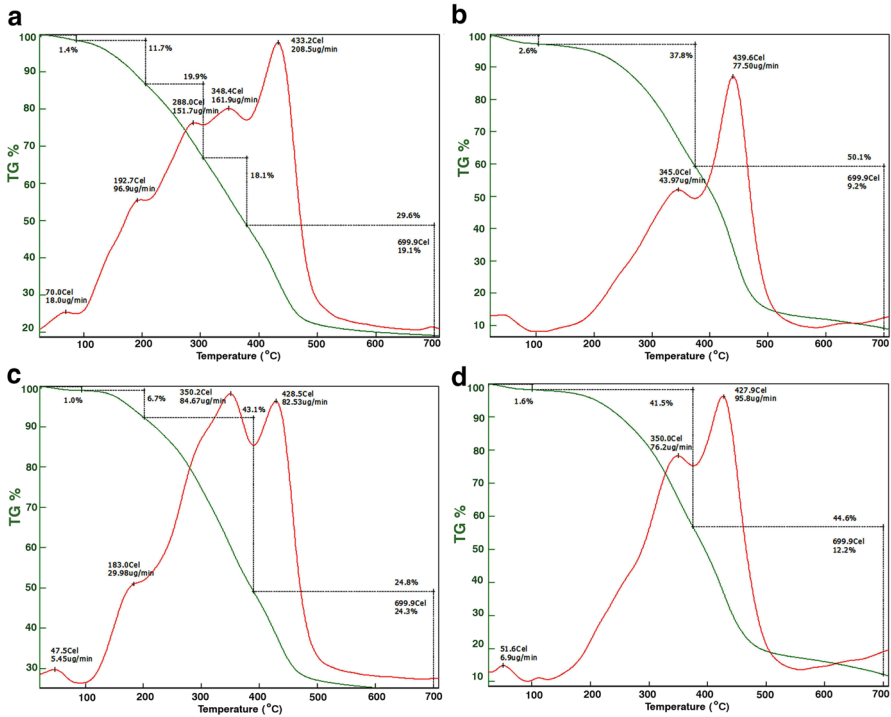 a
TG %
100
90
80
70
60
50
40
30
20
1.4%
11.7%
19.9%
18.1%
29.6%
699.9Cel
19.1%
70.0Cel
18.0ug/min
192.7Cel
96.9ug/min
288.0Cel
151.7ug/min
348.4Cel
161.9ug/min
433.2Cel
208.5ug/min
100
200
300
400
500
600
700
Temperature (°C)
b
TG %
100
90
80
70
60
50
40
30
20
10
2.6%
37.8%
50.1%
699.9Cel
9.2%
345.0Cel
43.97ug/min
439.6Cel
77.50ug/min
100
200
300
400
500
600
700
Temperature (°C)
c
TG %
100
90
80
70
60
50
40
30
1.0%
6.7%
43.1%
24.8%
699.9Cel
24.3%
47.5Cel
5.45ug/min
183.0Cel
29.98ug/min
350.2Cel
84.67ug/min
428.5Cel
82.53ug/min
100
200
300
400
500
600
700
Temperature (°C)
d
TG %
100
90
80
70
60
50
40
30
20
10
1.6%
41.5%
44.6%
699.9Cel
12.2%
51.6Cel
6.9ug/min
350.0Cel
76.2ug/min
427.9Cel
95.8ug/min
100
200
300
400
500
600
700
Temperature (°C)